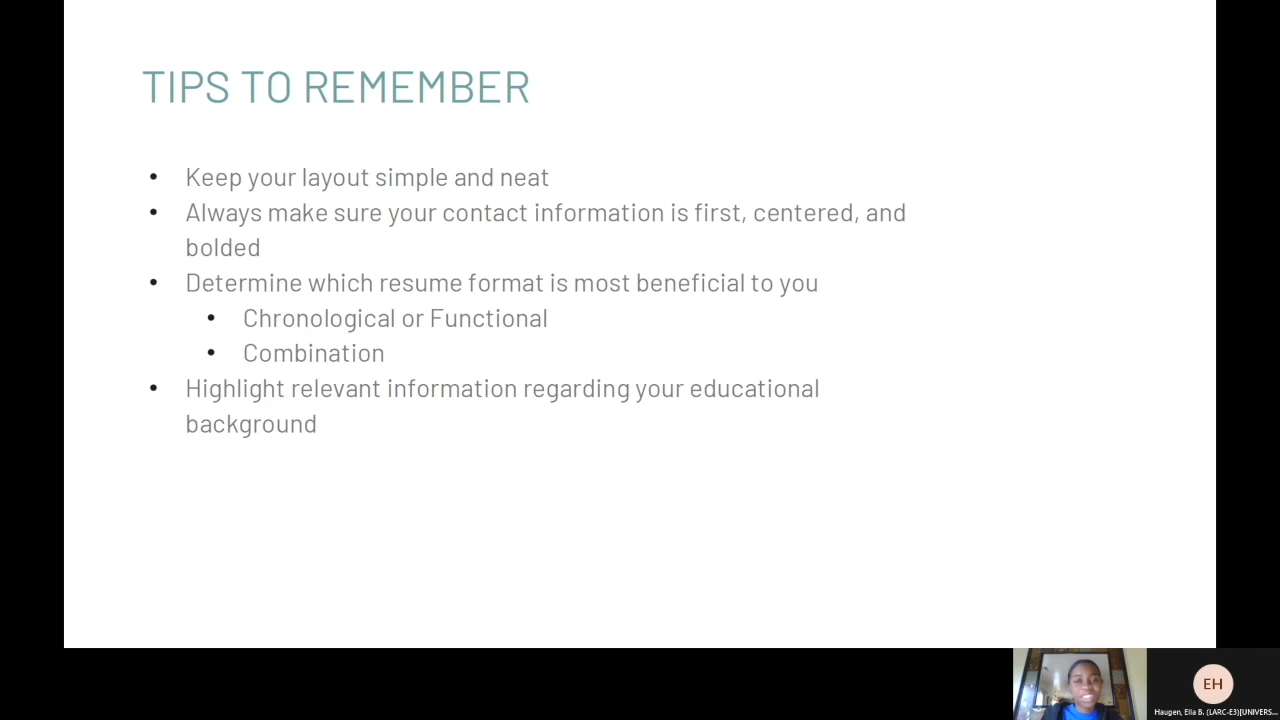 TIPS TO REMEMBER
• Keep your layout simple and neat
• Always make sure your contact information is first, centered, and
bolded
• Determine which resume format is most beneficial to you
• Chronological or Functional
• Combination
• Highlight relevant information regarding your educational
background
EH
Haugen, Ella B. (LARC-E3)[UNIVERS...